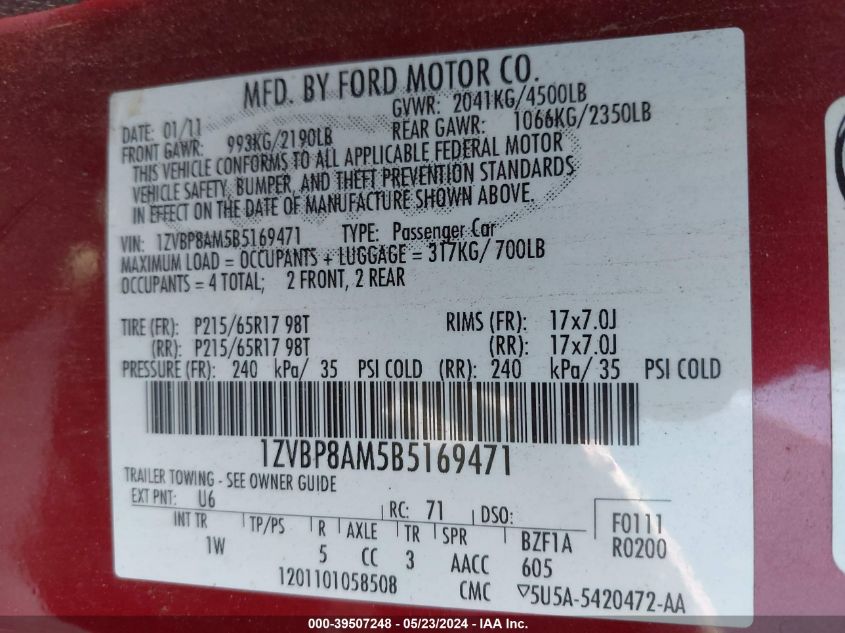 MFD. BY FORD MOTOR CO.
DATE: 01/11 GVWR: 2041KG/4500LB
FRONT GAWR: 993KG/2190LB REAR GAWR: 1066KG/2350LB
THIS VEHICLE CONFORMS TO ALL APPLICABLE FEDERAL MOTOR
VEHICLE SAFETY, BUMPER, AND THEFT PREVENTION STANDARDS
IN EFFECT ON THE DATE OF MANUFACTURE SHOWN ABOVE.
VIN: 1ZVBP8AM5B5169471 TYPE: Passenger Car
MAXIMUM LOAD = OCCUPANTS + LUGGAGE = 317KG/ 700LB
OCCUPANTS = 4 TOTAL; 2 FRONT, 2 REAR
TIRE (FR): P215/65R17 98T RIMS (FR): 17x7.0J
(RR): P215/65R17 98T (RR): 17x7.0J
PRESSURE (FR): 240 kPa/ 35 PSI COLD (RR): 240 kPa/ 35 PSI COLD
1ZVBP8AM5B5169471
TRAILER TOWING - SEE OWNER GUIDE
EXT PNT: U6 RC: 71 DSO: F0111
INT TR TP/PS R AXLE TR SPR BZF1A R0200
1W 5 CC 3 AACC 605
1201101058508 CMC ▽5U5A-5420472-AA
IAA - 39507248 - 05/23/2024 - IAAI.com